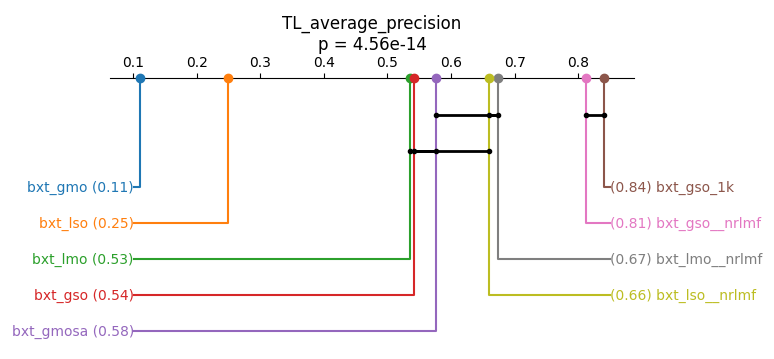 TL_average_precision
p = 4.56e-14
0.1 0.2 0.3 0.4 0.5 0.6 0.7 0.8
bxt_gmo (0.11) (0.84) bxt_gso_1k
bxt_lso (0.25) (0.81) bxt_gso__nrlmf
bxt_lmo (0.53) (0.67) bxt_lmo__nrlmf
bxt_gso (0.54) (0.66) bxt_lso__nrlmf
bxt_gmosa (0.58)